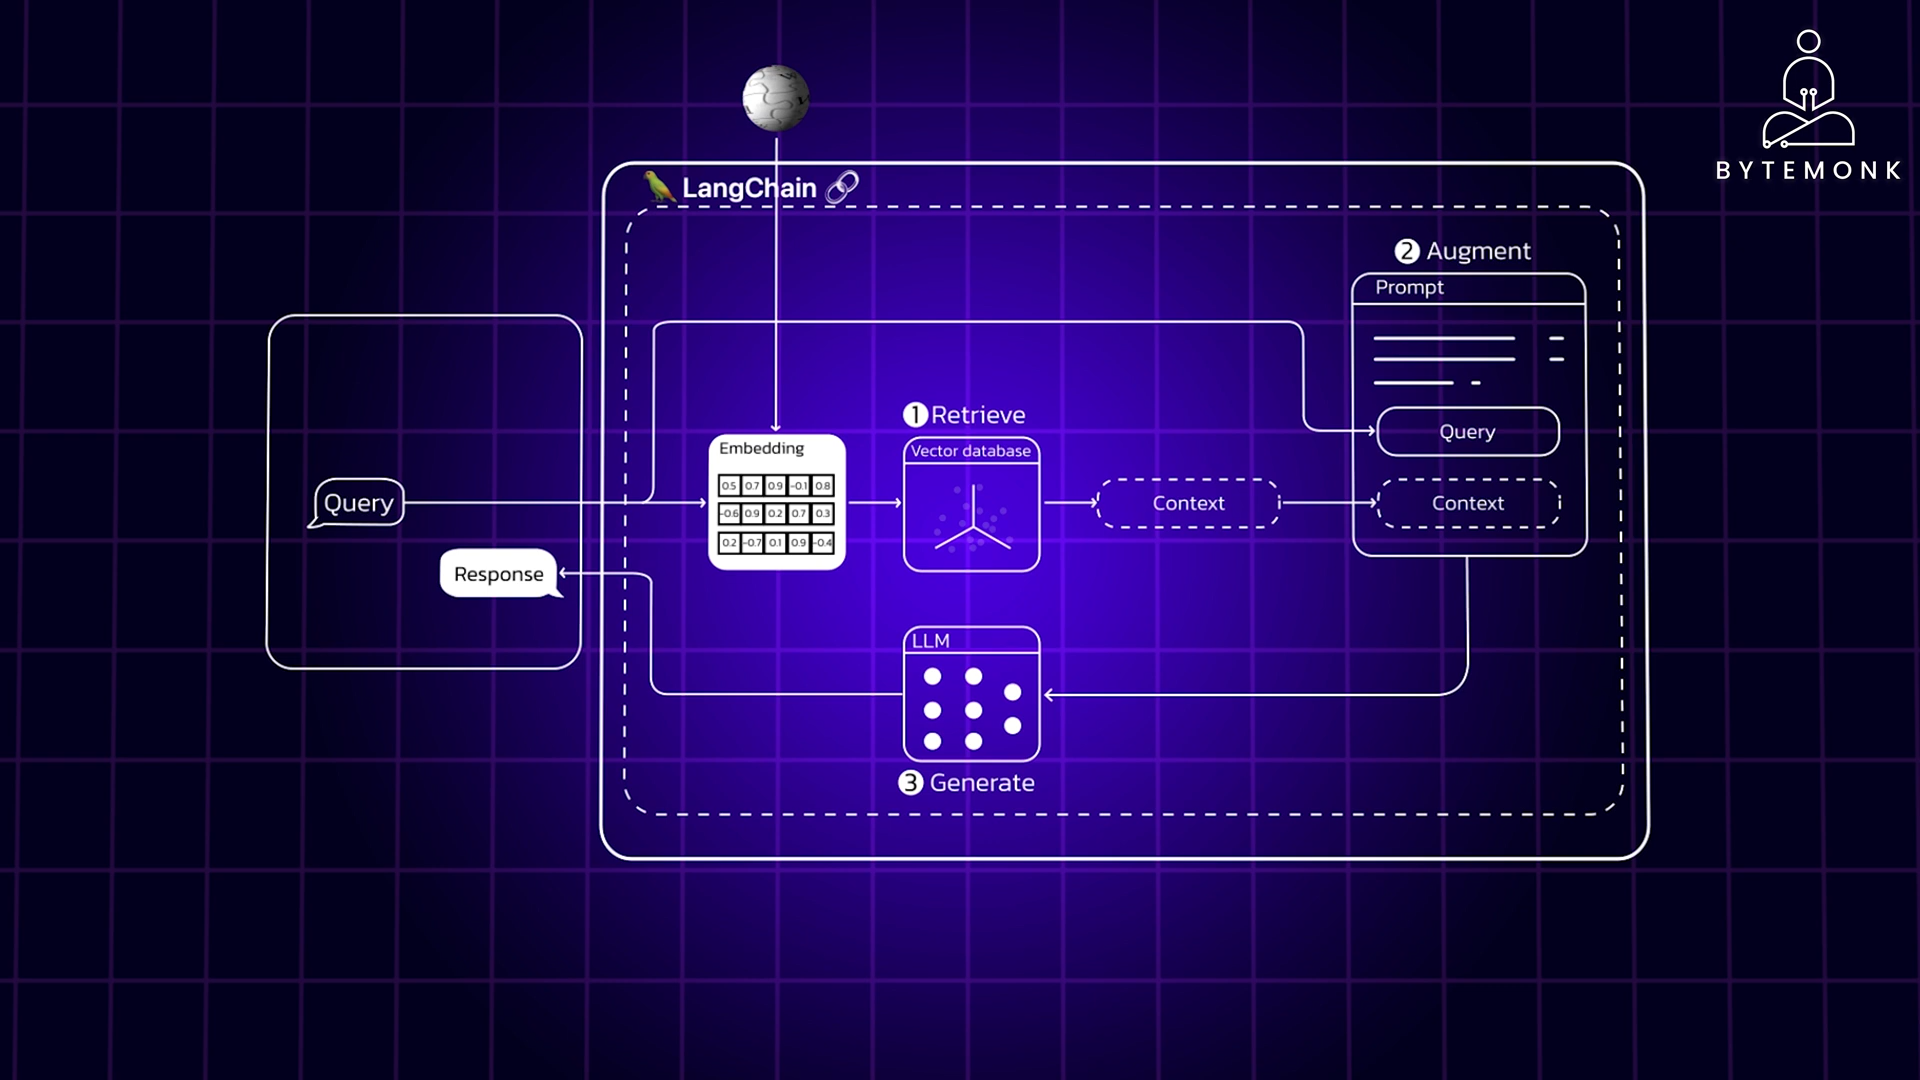 BYTEMONK
LangChain
2 Augment
Prompt
Query
Context
1 Retrieve
Vector database
Embedding
0.5 0.7 0.9 -0.1 0.8
-0.6 0.9 0.2 0.7 0.3
0.2 -0.7 0.1 0.9 -0.4
Context
Query
Response
LLM
3 Generate